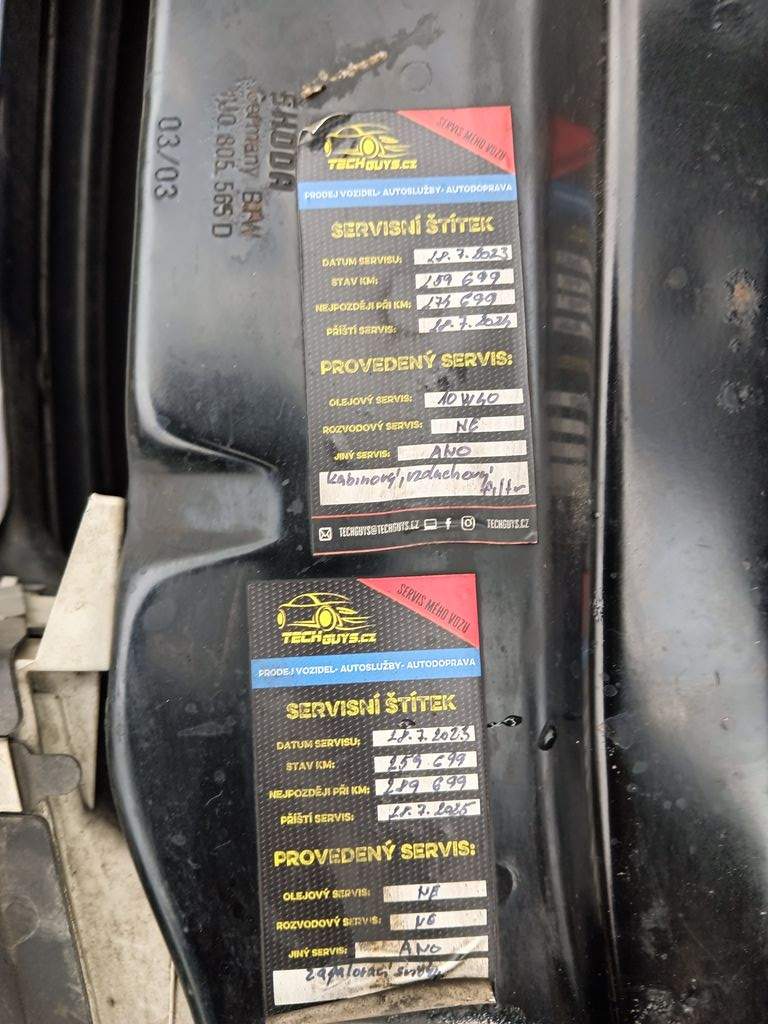 SKODA
Germany BAW
1J0 805 565 D
03/03
SERVIS MÉHO VOZU
TECHGUYS.CZ
PRODEJ VOZIDEL• AUTOSLUŽBY• AUTODOPRAVA
SERVISNÍ ŠTÍTEK
DATUM SERVISU: 28.7.2023
STAV KM: 259 699
NEJPOZDĚJI PŘI KM: 274 699
PŘÍŠTÍ SERVIS: 28.7.2024
PROVEDENÝ SERVIS:
OLEJOVÝ SERVIS: 10W40
ROZVODOVÝ SERVIS: NE
JINÝ SERVIS: ANO
kabinový, vzduchový
filtr
TECHGUYS@TECHGUYS.CZ TECHGUYS.CZ
SERVIS MÉHO VOZU
TECHGUYS.CZ
PRODEJ VOZIDEL• AUTOSLUŽBY• AUTODOPRAVA
SERVISNÍ ŠTÍTEK
DATUM SERVISU: 28.7.2023
STAV KM: 259 699
NEJPOZDĚJI PŘI KM: 289 699
PŘÍŠTÍ SERVIS: 28.7.2025
PROVEDENÝ SERVIS:
OLEJOVÝ SERVIS: NE
ROZVODOVÝ SERVIS: NE
JINÝ SERVIS: ANO
zapalovací svíčky